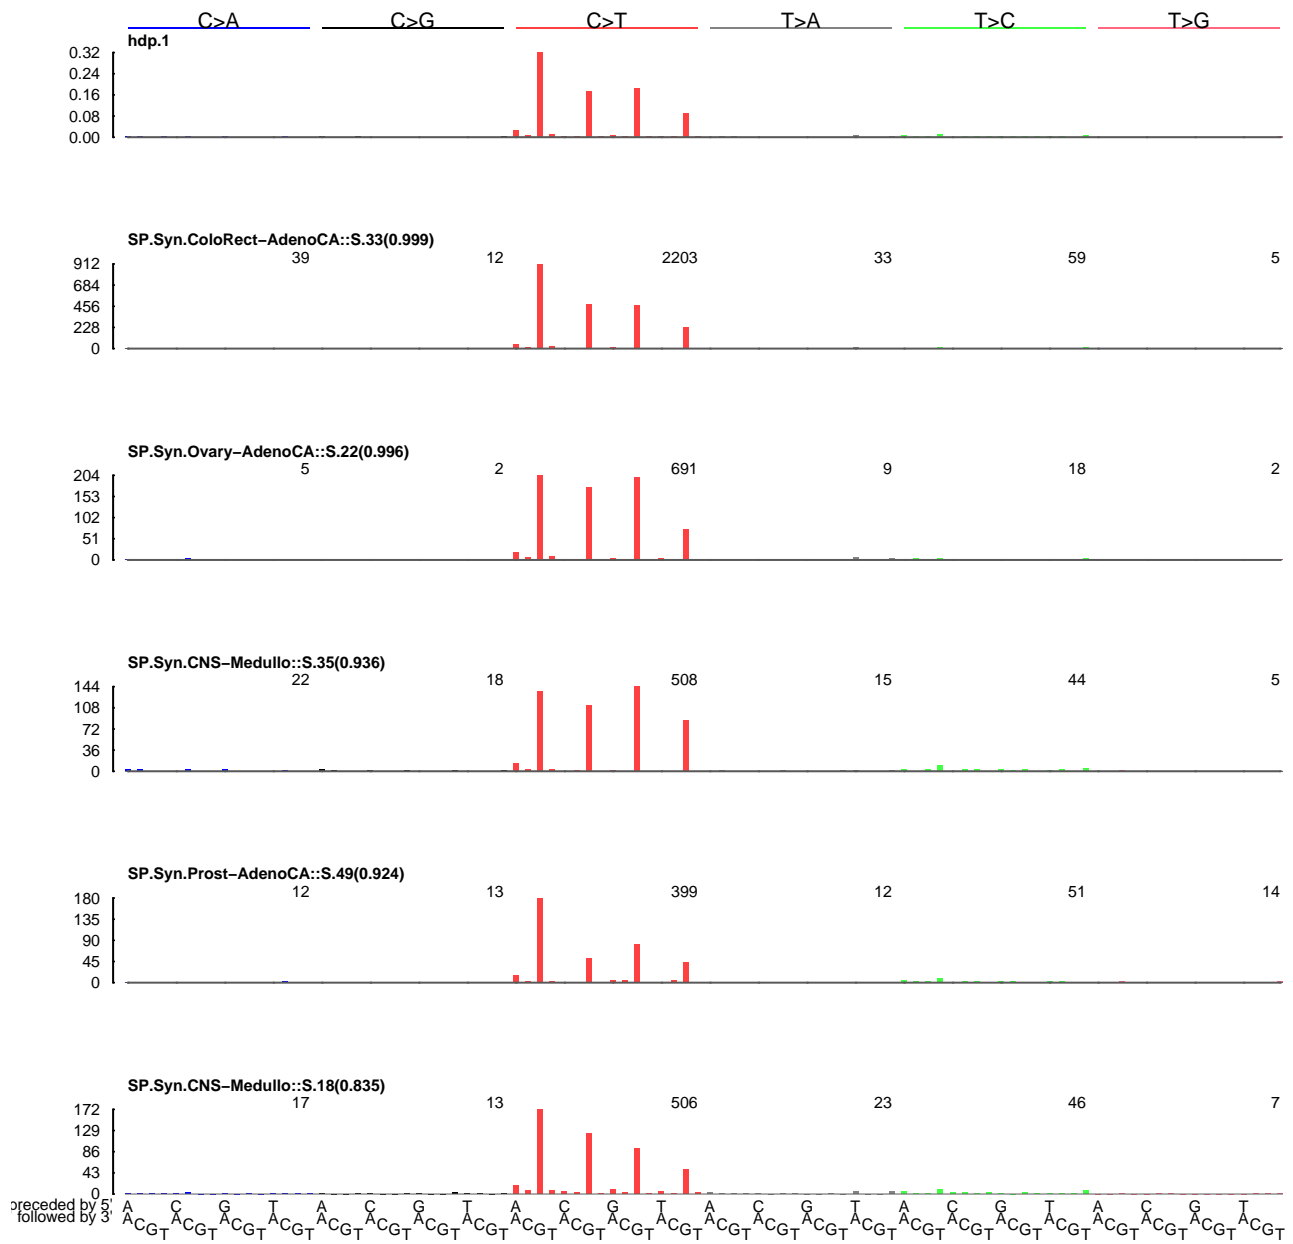 C>A C>G C>T T>A T>C T>G
hdp.1
0.32
0.24
0.16
0.08
0.00
SP.Syn.ColoRect−AdenoCA::S.33(0.999)
39 12 2203 33 59 5
912
684
456
228
0
SP.Syn.Ovary−AdenoCA::S.22(0.996)
5 2 691 9 18 2
204
153
102
51
0
SP.Syn.CNS−Medullo::S.35(0.936)
22 18 508 15 44 5
144
108
72
36
0
SP.Syn.Prost−AdenoCA::S.49(0.924)
12 13 399 12 51 14
180
135
90
45
0
SP.Syn.CNS−Medullo::S.18(0.835)
17 13 506 23 46 7
172
129
86
43
0
preceded by 5' A C G T A C G T A C G T A C G T A C G T A C G T
followed by 3' A C G T A C G T A C G T A C G T A C G T A C G T A C G T A C G T A C G T A C G T A C G T A C G T A C G T A C G T A C G T A C G T A C G T A C G T A C G T A C G T A C G T A C G T A C G T A C G T